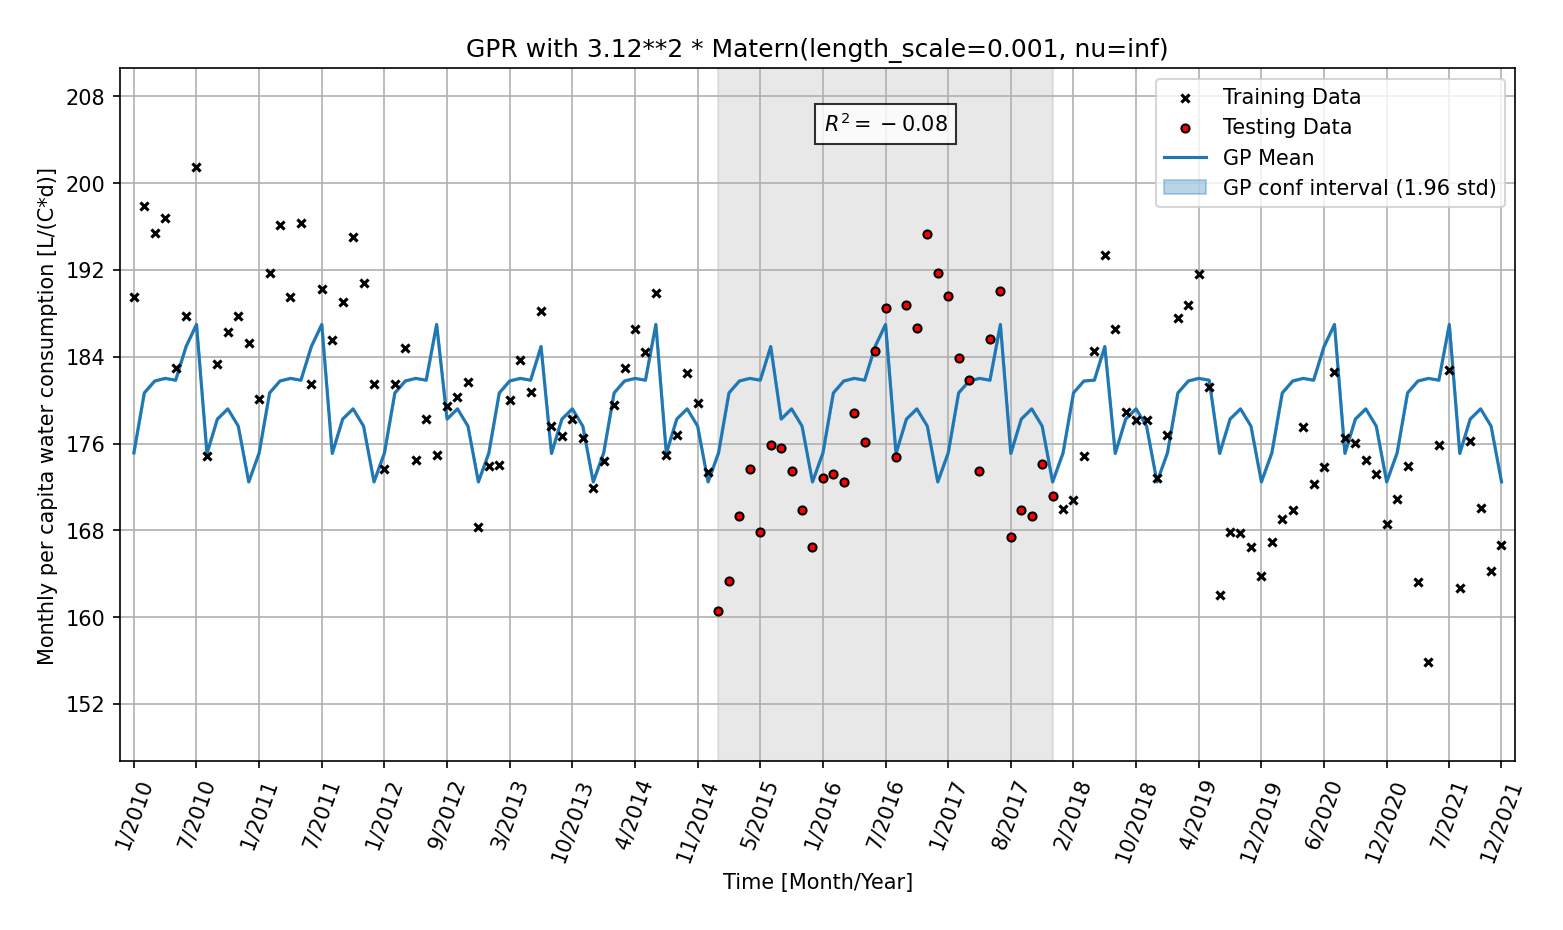 GPR with 3.12**2 * Matern(length_scale=0.001, nu=inf)
R² = −0.08
Training Data
Testing Data
GP Mean
GP conf interval (1.96 std)
Monthly per capita water consumption [L/(C*d)]
208
200
192
184
176
168
160
152
1/2010 7/2010 1/2011 7/2011 1/2012 9/2012 3/2013 10/2013 4/2014 11/2014 5/2015 1/2016 7/2016 1/2017 8/2017 2/2018 10/2018 4/2019 12/2019 6/2020 12/2020 7/2021 12/2021
Time [Month/Year]